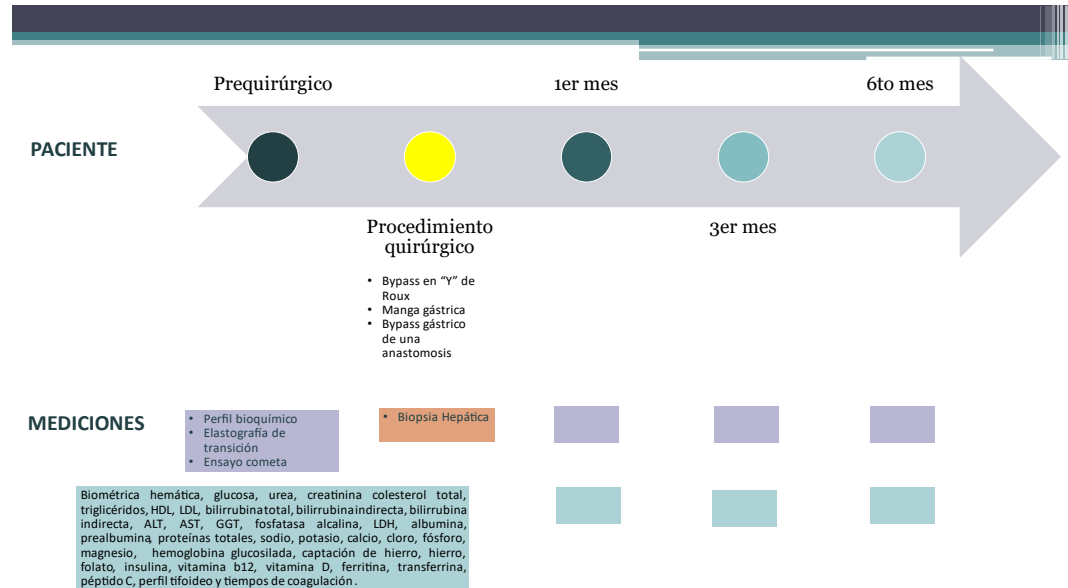 Prequirúrgico
1er mes
6to mes
PACIENTE
Procedimiento
quirúrgico
3er mes
• Bypass en “Y” de
Roux
• Manga gástrica
• Bypass gástrico
de una
anastomosis
MEDICIONES
• Perfil bioquímico
• Elastografía de
transición
• Ensayo cometa
• Biopsia Hepática
Biométrica hemática, glucosa, urea, creatinina colesterol total,
triglicéridos, HDL, LDL, bilirrubina total, bilirrubina indirecta, bilirrubina
indirecta, ALT, AST, GGT, fosfatasa alcalina, LDH, albumina,
prealbumina, proteínas totales, sodio, potasio, calcio, cloro, fósforo,
magnesio, hemoglobina glucosilada, captación de hierro, hierro,
folato, insulina, vitamina b12, vitamina D, ferritina, transferrina,
péptido C, perfil tifoideo y tiempos de coagulación .